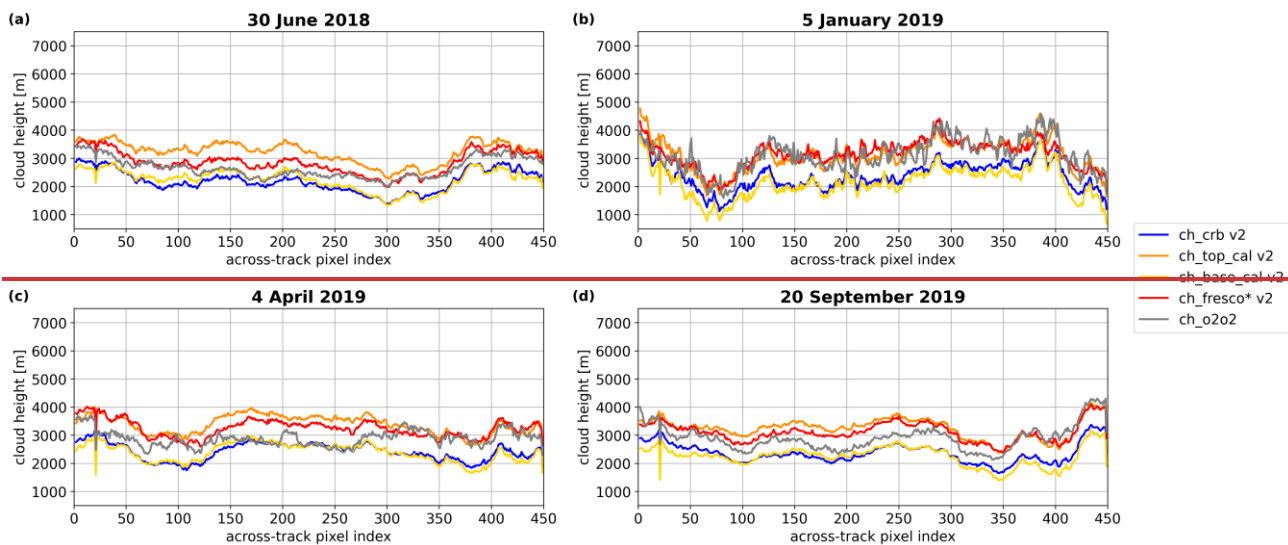 (a) 30 June 2018
7000
6000
5000
4000
3000
2000
1000
cloud height [m]
0 50 100 150 200 250 300 350 400 450
across-track pixel index
(b) 5 January 2019
7000
6000
5000
4000
3000
2000
1000
cloud height [m]
0 50 100 150 200 250 300 350 400 450
across-track pixel index
(c) 4 April 2019
7000
6000
5000
4000
3000
2000
1000
cloud height [m]
0 50 100 150 200 250 300 350 400 450
across-track pixel index
(d) 20 September 2019
7000
6000
5000
4000
3000
2000
1000
cloud height [m]
0 50 100 150 200 250 300 350 400 450
across-track pixel index
ch_crb v2
ch_top_cal v2
ch_base_cal v2
ch_fresco* v2
ch_o2o2